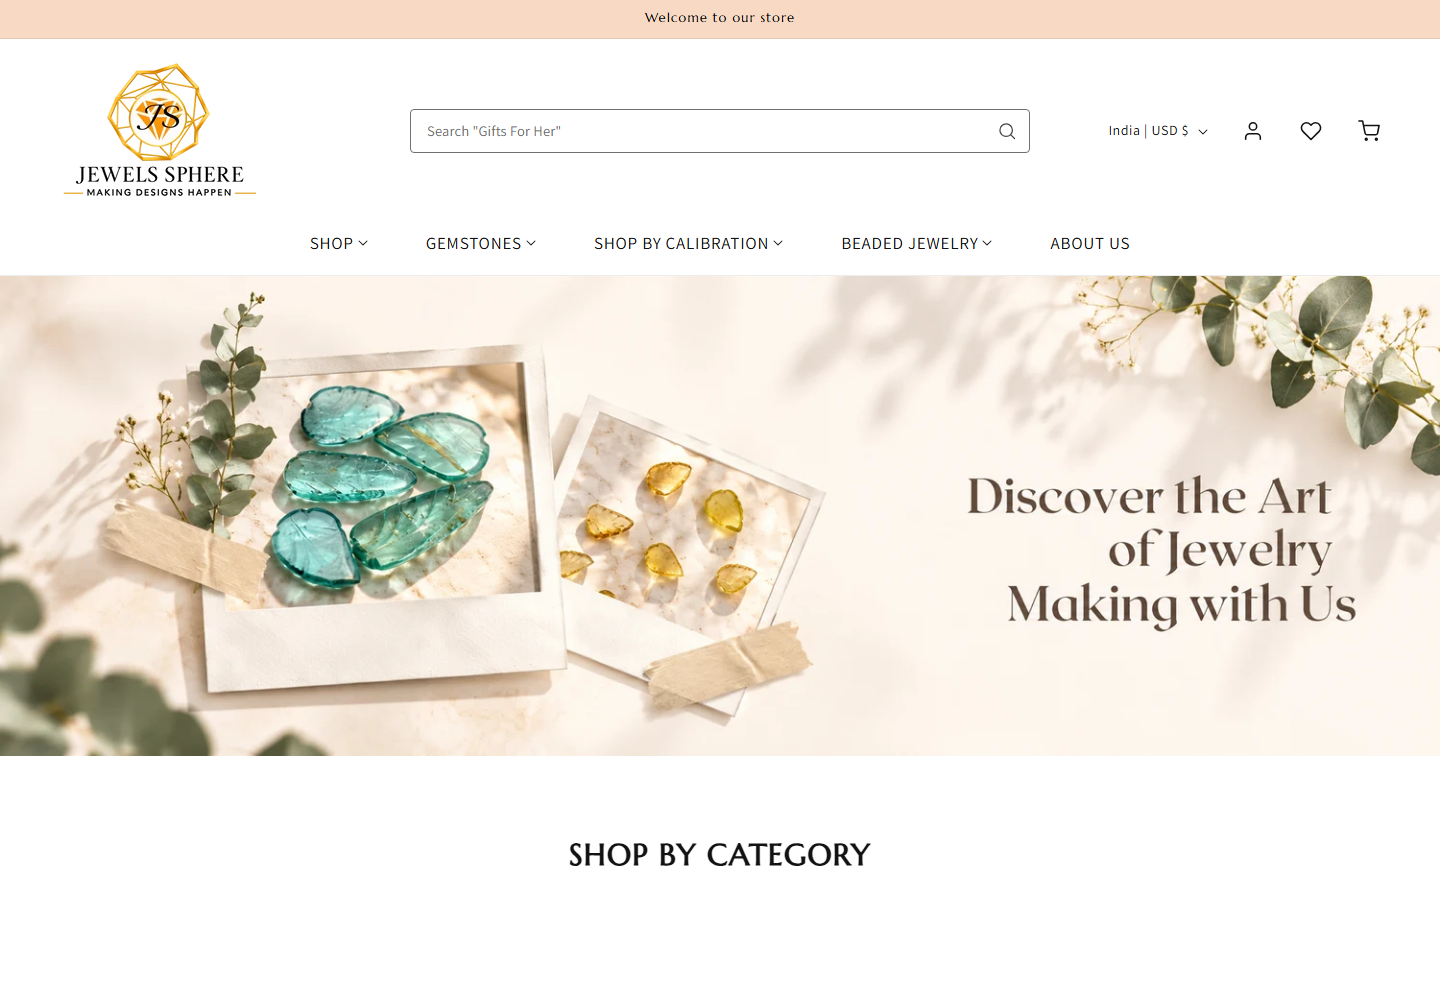 Welcome to our store
JS
JEWELS SPHERE
MAKING DESIGNS HAPPEN
Search "Gifts For Her"
India | USD $
SHOP
GEMSTONES
SHOP BY CALIBRATION
BEADED JEWELRY
ABOUT US
Discover the Art
of Jewelry
Making with Us
SHOP BY CATEGORY